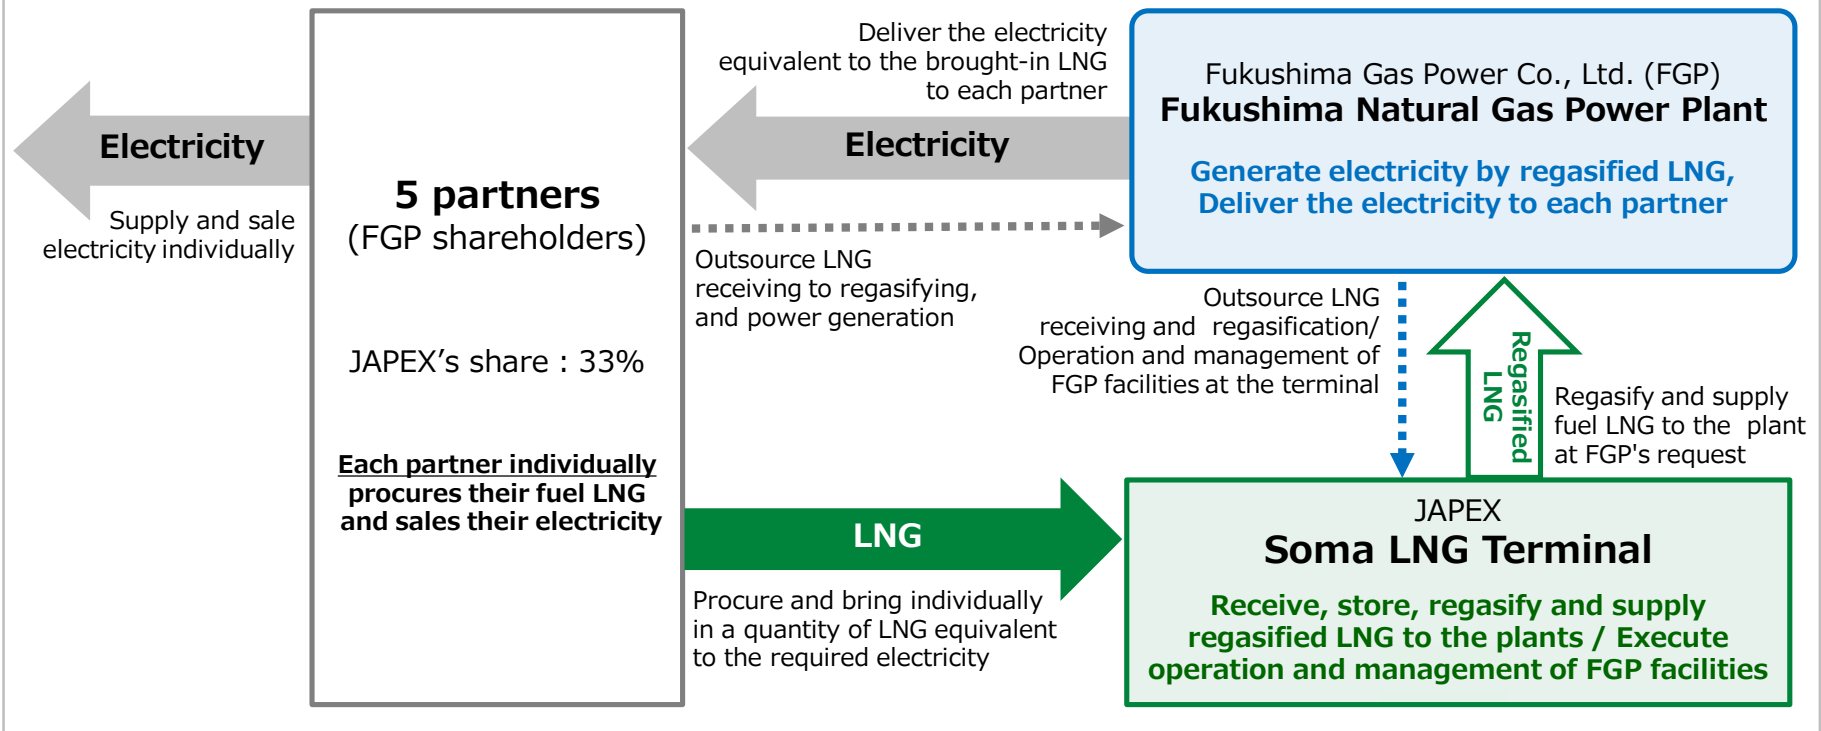 Electricity
Supply and sale
electricity individually
5 partners
(FGP shareholders)
JAPEX’s share : 33%
Each partner individually
procures their fuel LNG
and sales their electricity
Deliver the electricity
equivalent to the brought-in LNG
to each partner
Electricity
Outsource LNG
receiving to regasifying,
and power generation
Fukushima Gas Power Co., Ltd. (FGP)
Fukushima Natural Gas Power Plant
Generate electricity by regasified LNG,
Deliver the electricity to each partner
Outsource LNG
receiving and regasification/
Operation and management of
FGP facilities at the terminal
Regasified
LNG
Regasify and supply
fuel LNG to the plant
at FGP's request
LNG
Procure and bring individually
in a quantity of LNG equivalent
to the required electricity
JAPEX
Soma LNG Terminal
Receive, store, regasify and supply
regasified LNG to the plants / Execute
operation and management of FGP facilities